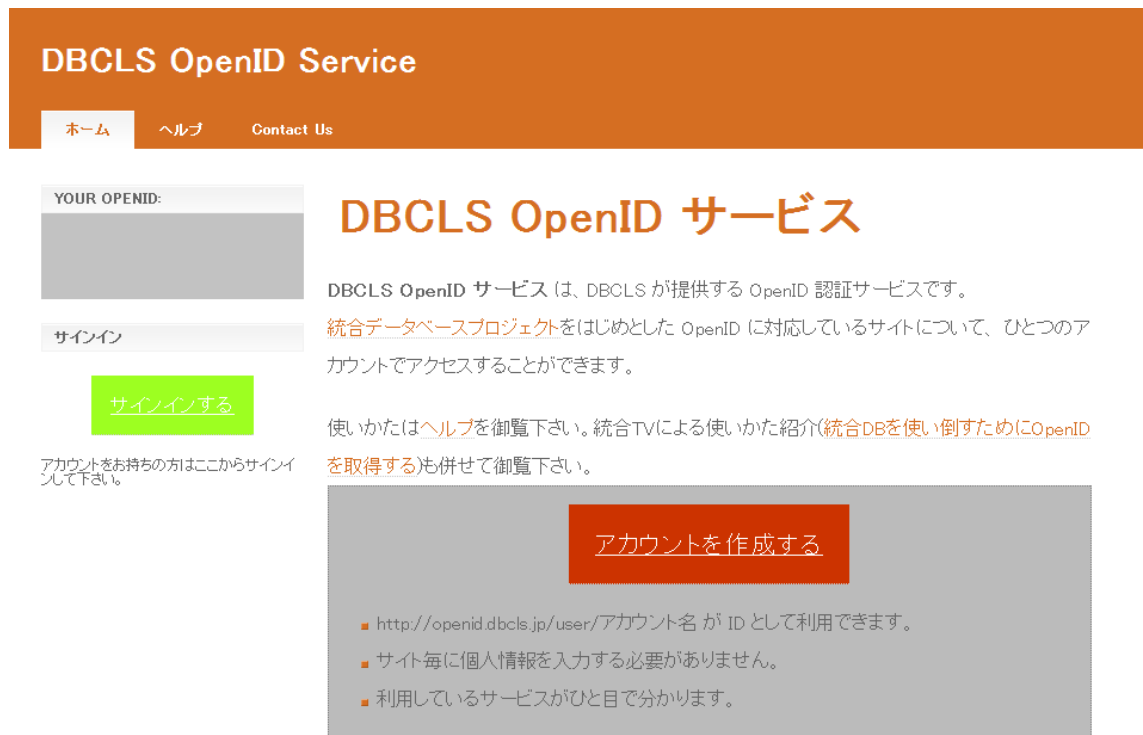 DBCLS OpenID Service
ホーム ヘルプ Contact Us
YOUR OPENID:
サインイン
サインインする
アカウントをお持ちの方はここからサインイ
ンして下さい。
DBCLS OpenID サービス
DBCLS OpenID サービス は、DBCLS が提供する OpenID 認証サービスです。
統合データベースプロジェクトをはじめとした OpenID に対応しているサイトについて、ひとつのア
カウントでアクセスすることができます。
使いかたはヘルプを御覧下さい。統合TVによる使いかた紹介(統合DBを使い倒すためにOpenID
を取得する)も併せて御覧下さい。
アカウントを作成する
http://openid.dbcls.jp/user/アカウント名 が ID として利用できます。
サイト毎に個人情報を入力する必要がありません。
利用しているサービスがひと目で分かります。